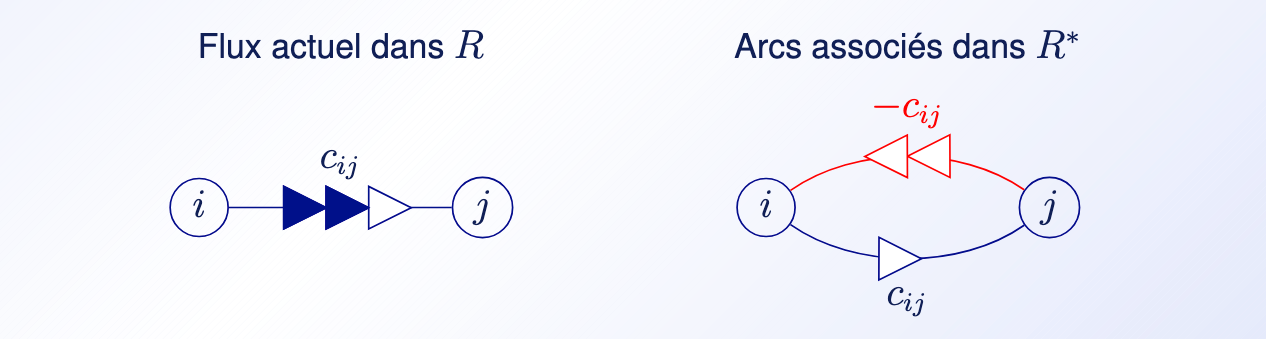 Flux actuel dans R
Arcs associés dans R*
c_{ij}
i
j
-c_{ij}
i
j
c_{ij}